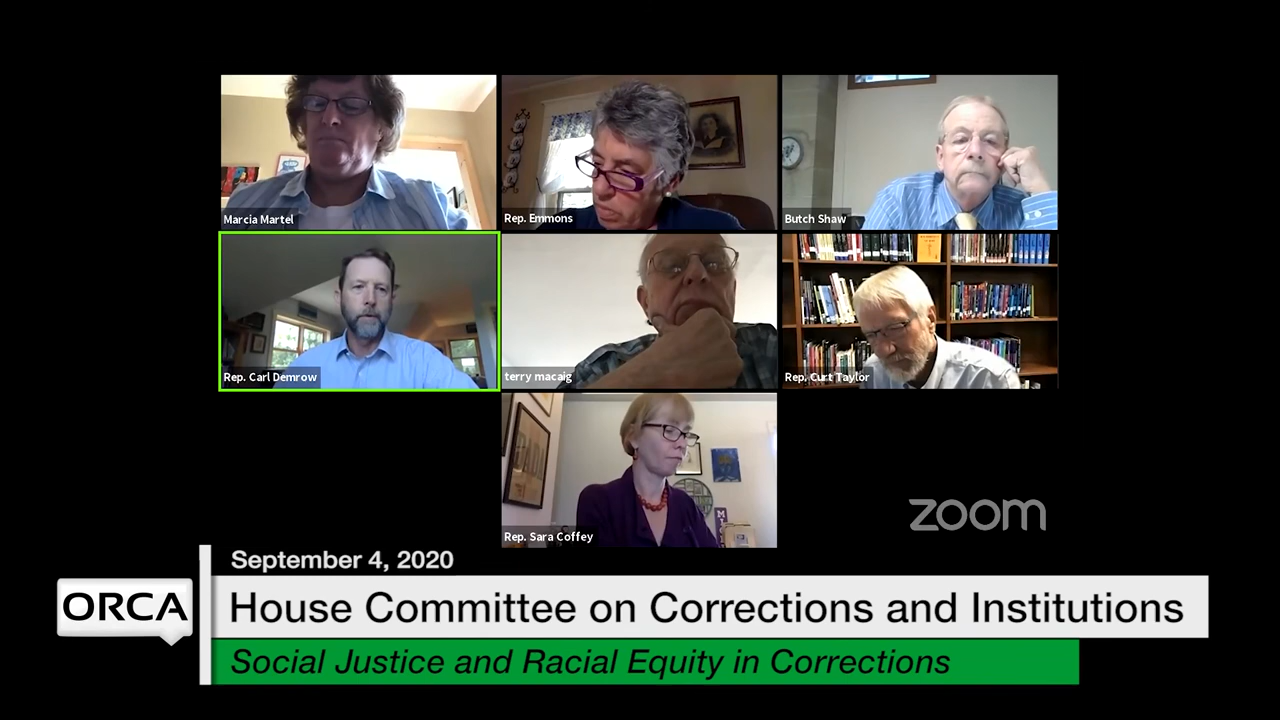 Marcia Martel
Rep. Emmons
Butch Shaw
Rep. Carl Demrow
terry macaig
Rep. Curt Taylor
Rep. Sara Coffey
zoom
September 4, 2020
ORCA
House Committee on Corrections and Institutions
Social Justice and Racial Equity in Corrections